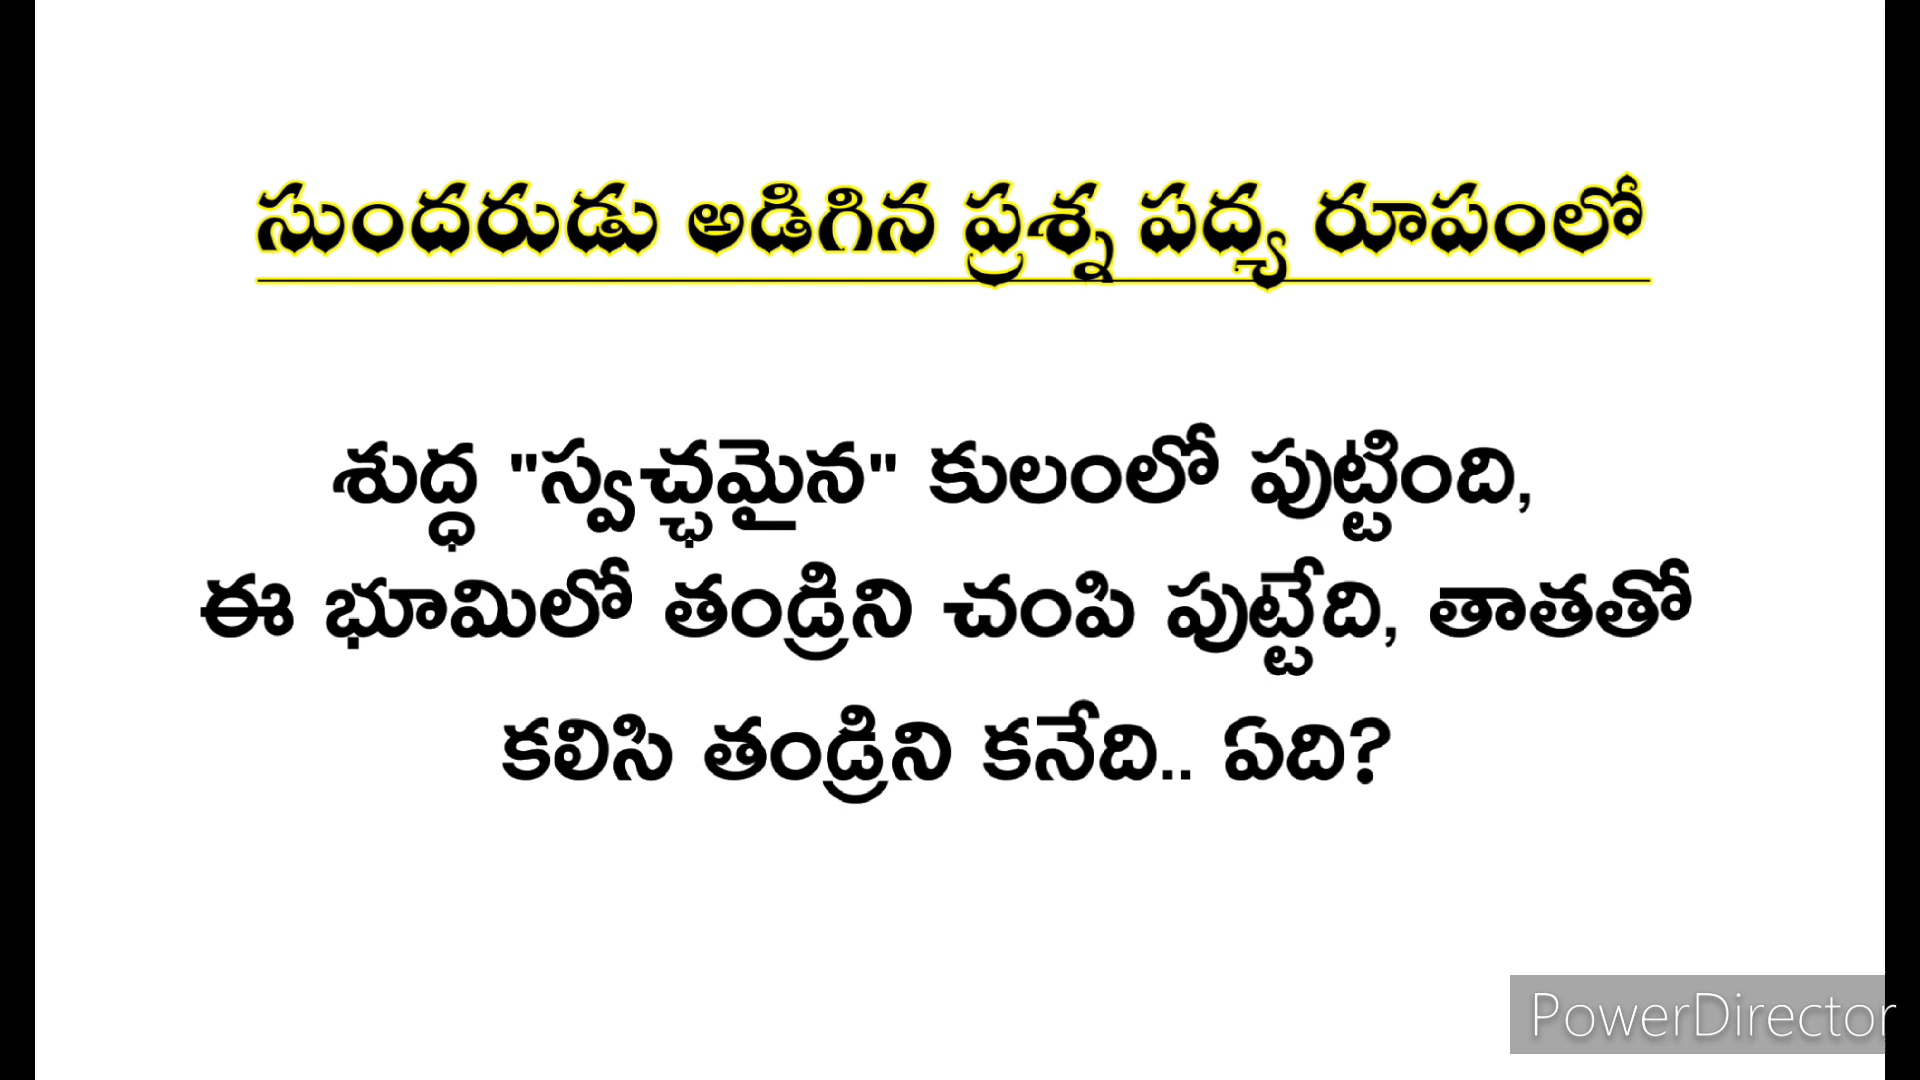 సుందరుడు అడిగిన ప్రశ్న పద్య రూపంలో
శుద్ధ "స్వచ్ఛమైన" కులంలో పుట్టింది,
ఈ భూమిలో తండ్రిని చంపి పుట్టేది, తాతతో
కలిసి తండ్రిని కనేది.. ఏది?
PowerDirector